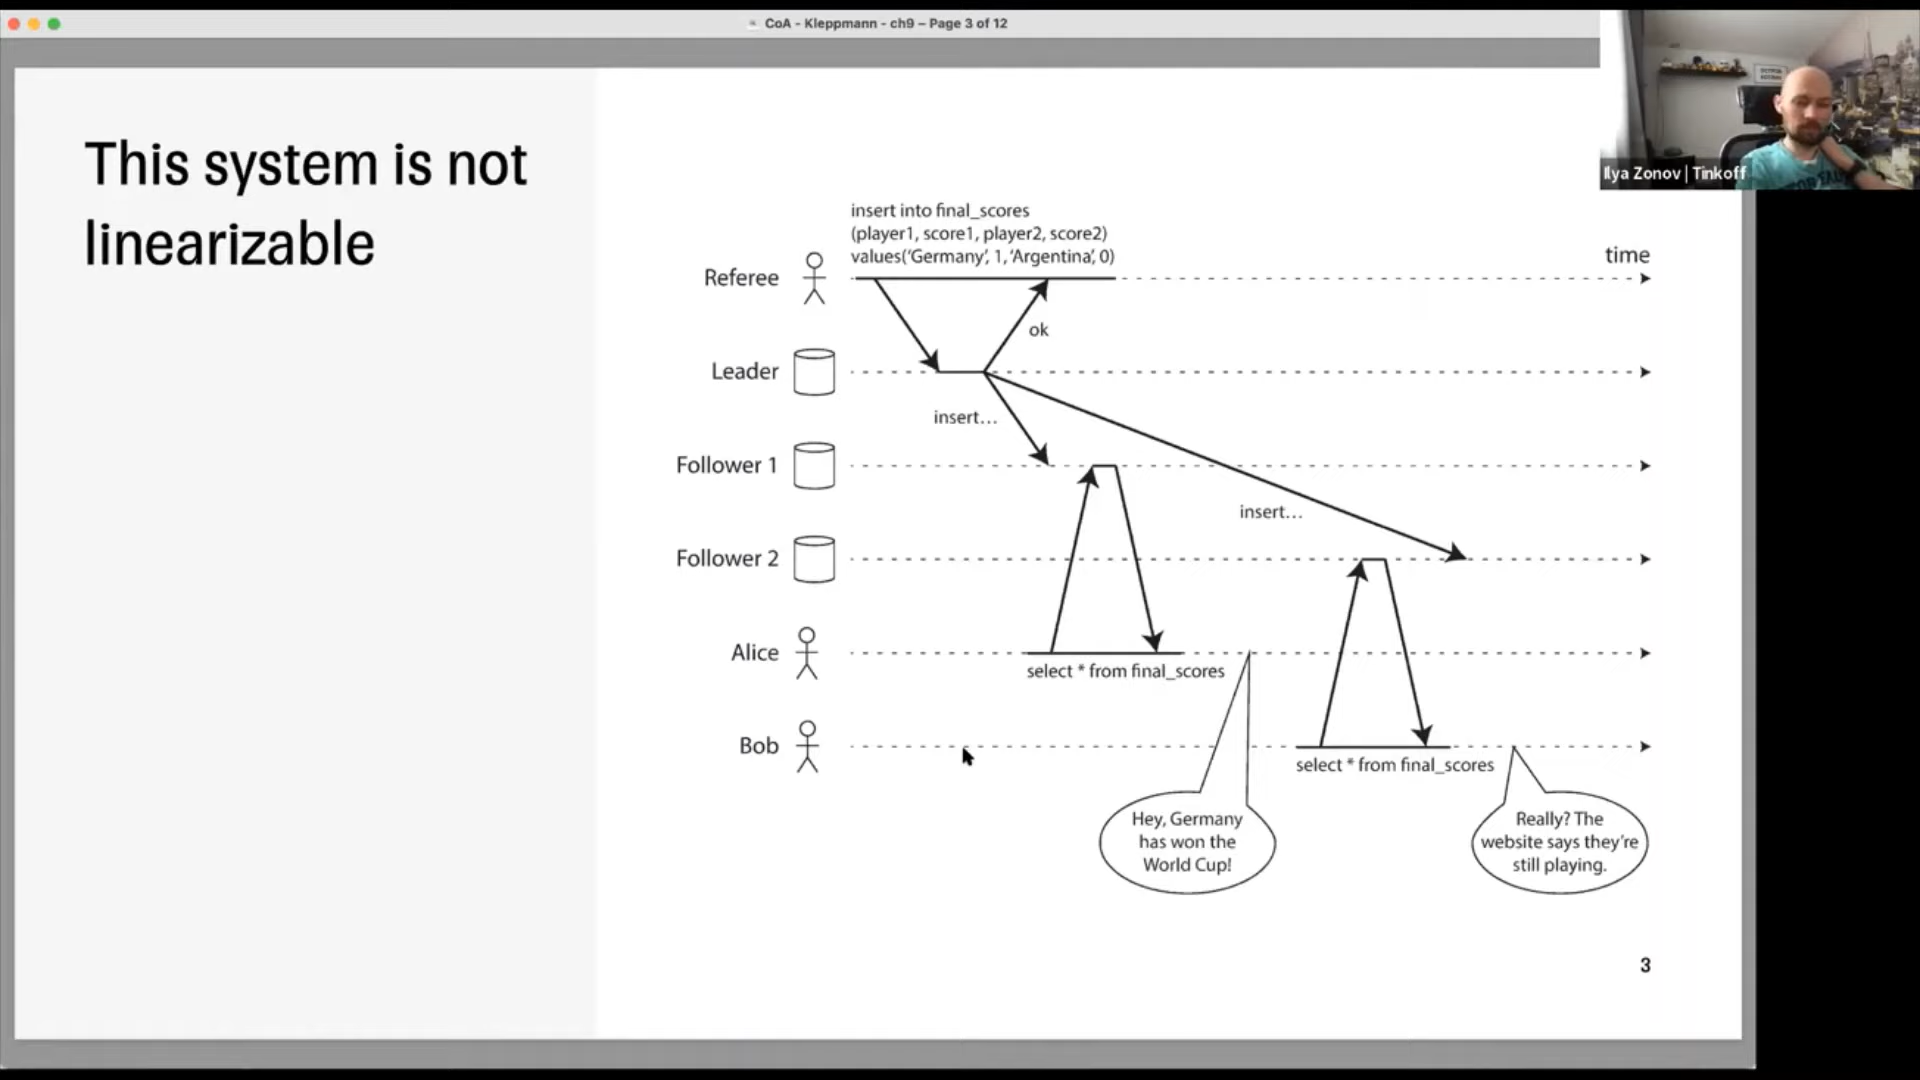 CoA - Kleppmann - ch9 – Page 3 of 12
Ilya Zonov | Tinkoff
This system is not
linearizable
insert into final_scores
(player1, score1, player2, score2)
values(‘Germany’, 1, ‘Argentina’, 0)
time
Referee
ok
Leader
insert…
Follower 1
insert…
Follower 2
Alice
select * from final_scores
Bob
select * from final_scores
Hey, Germany
has won the
World Cup!
Really? The
website says they’re
still playing.
3